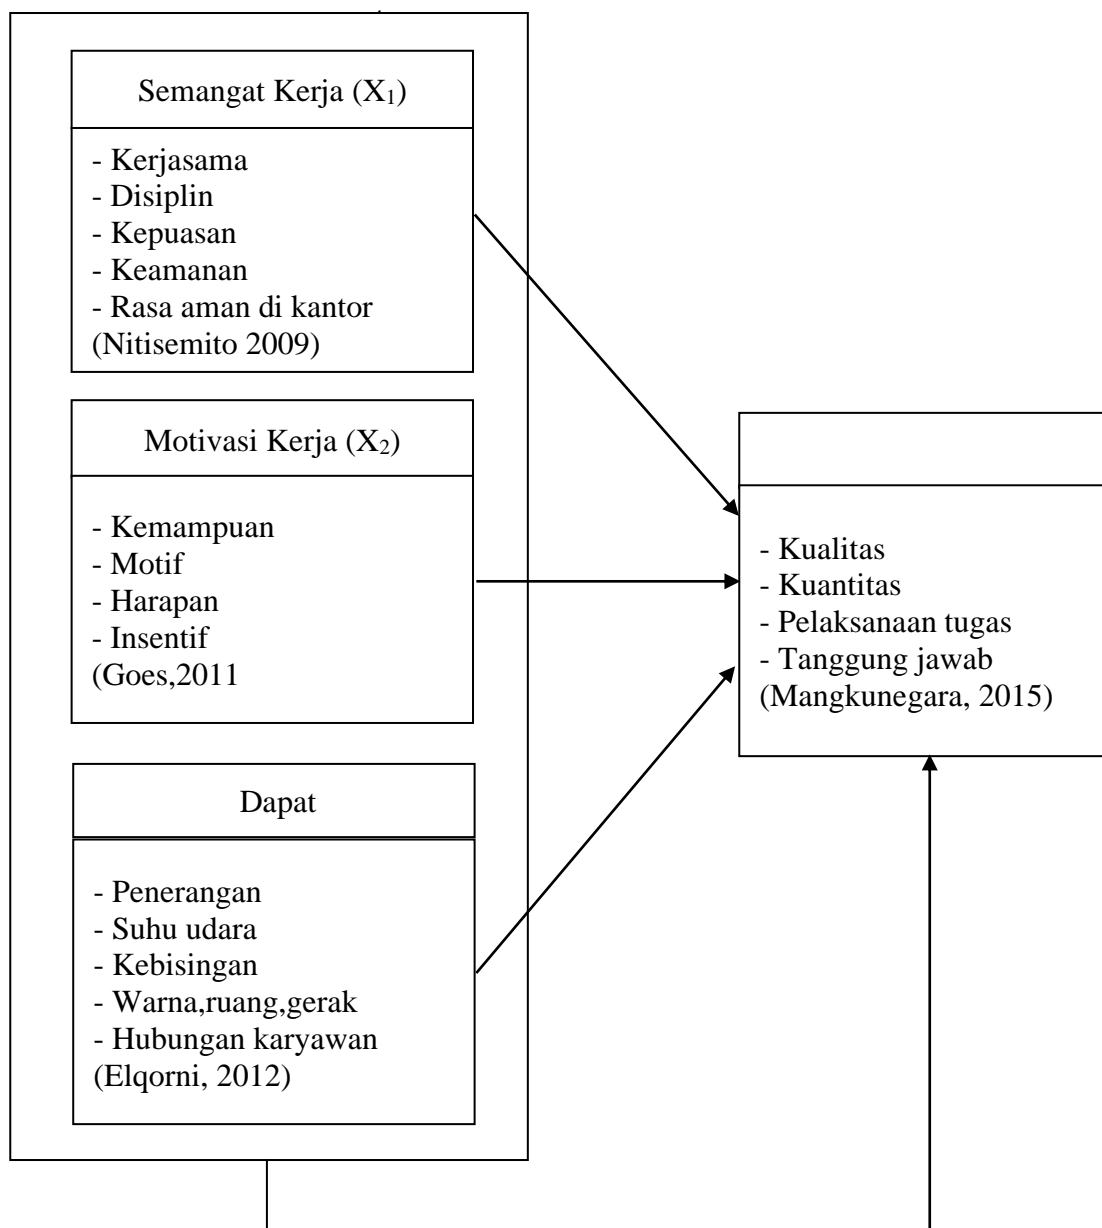 Semangat Kerja (X₁)
- Kerjasama
- Disiplin
- Kepuasan
- Keamanan
- Rasa aman di kantor
(Nitisemito 2009)
Motivasi Kerja (X₂)
- Kemampuan
- Motif
- Harapan
- Insentif
(Goes,2011
Dapat
- Penerangan
- Suhu udara
- Kebisingan
- Warna,ruang,gerak
- Hubungan karyawan
(Elqorni, 2012)
- Kualitas
- Kuantitas
- Pelaksanaan tugas
- Tanggung jawab
(Mangkunegara, 2015)